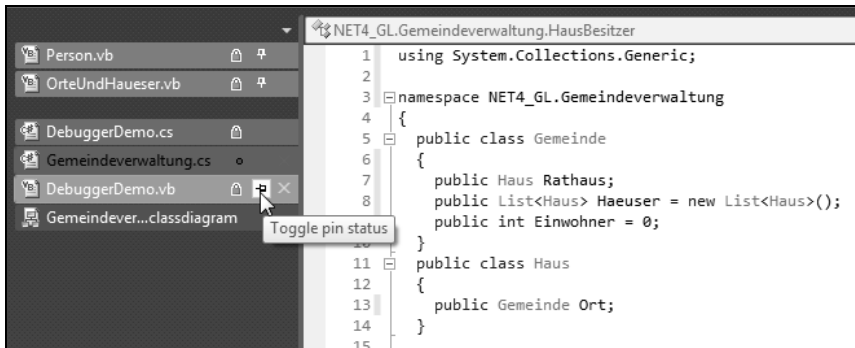 NET4_GL.Gemeindeverwaltung.HausBesitzer
Person.vb
OrteUndHaueser.vb
DebuggerDemo.cs
Gemeindeverwaltung.cs
DebuggerDemo.vb
Gemeindever...classdiagram
Toggle pin status
1 using System.Collections.Generic;
2
3 namespace NET4_GL.Gemeindeverwaltung
4 {
5 public class Gemeinde
6 {
7 public Haus Rathaus;
8 public List<Haus> Haeuser = new List<Haus>();
public int Einwohner = 0;
10 }
11 public class Haus
12 {
13 public Gemeinde Ort;
14 }
15